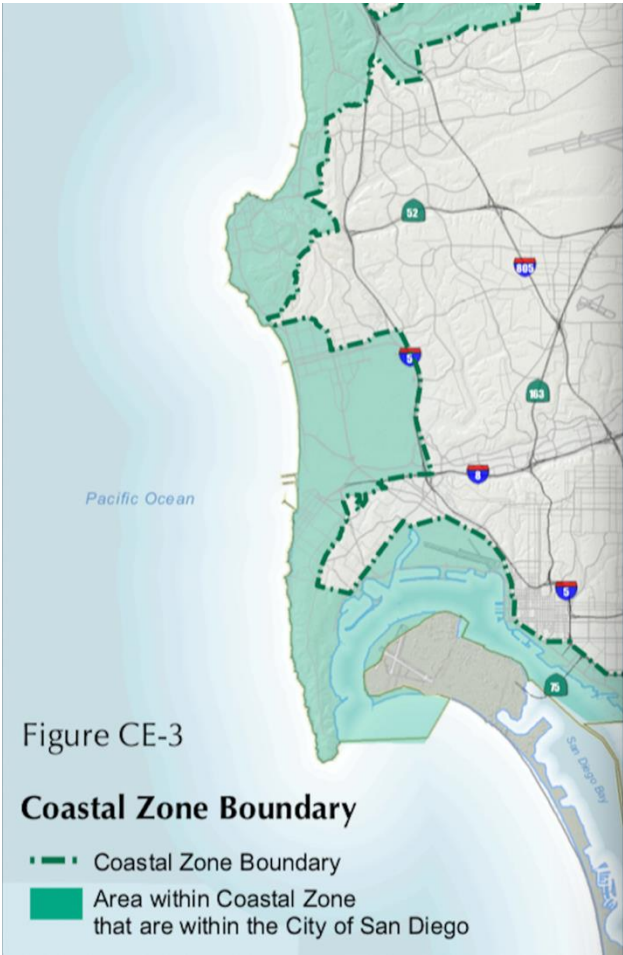 52
805
5
163
8
Pacific Ocean
5
75
Figure CE-3
San Diego Bay
Coastal Zone Boundary
Coastal Zone Boundary
Area within Coastal Zone
that are within the City of San Diego